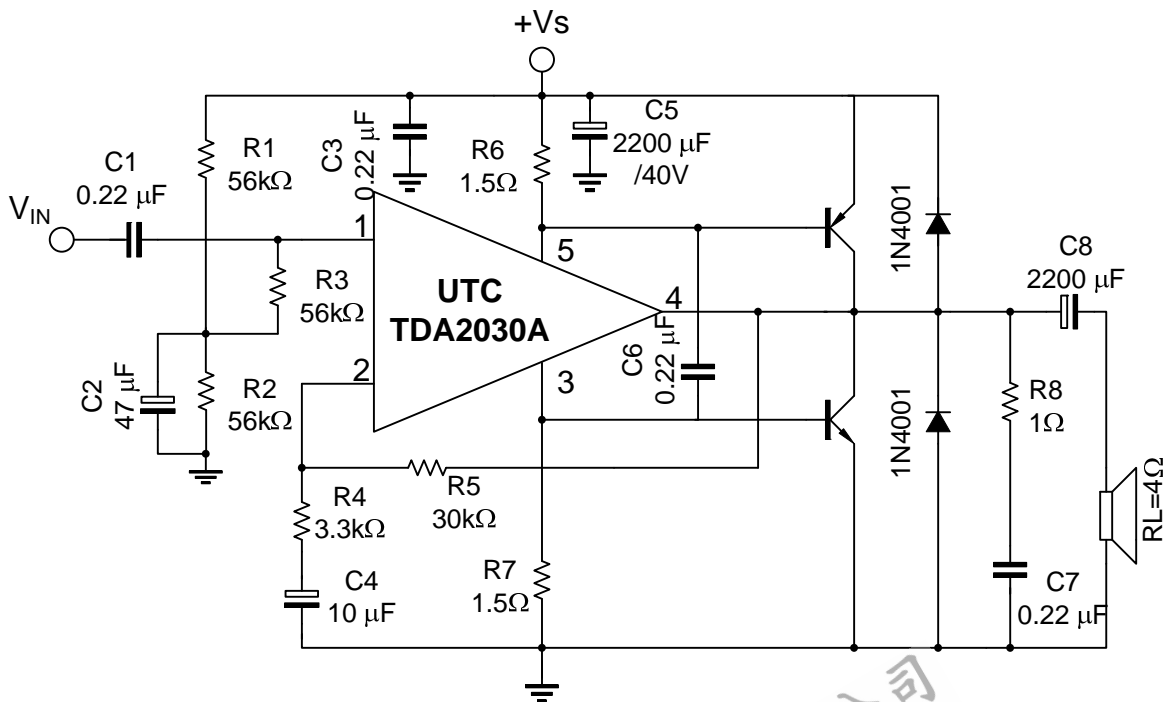 +Vs
C1
0.22 μF
V_IN
R1
56kΩ
C3
0.22 μF
R6
1.5Ω
C5
2200 μF
/40V
1N4001
C8
2200 μF
1
5
R3
56kΩ
UTC
TDA2030A
4
C6
0.22 μF
2
3
C2
47 μF
R2
56kΩ
1N4001
R8
1Ω
RL=4Ω
R4
3.3kΩ
R5
30kΩ
C4
10 μF
R7
1.5Ω
C7
0.22 μF
公司